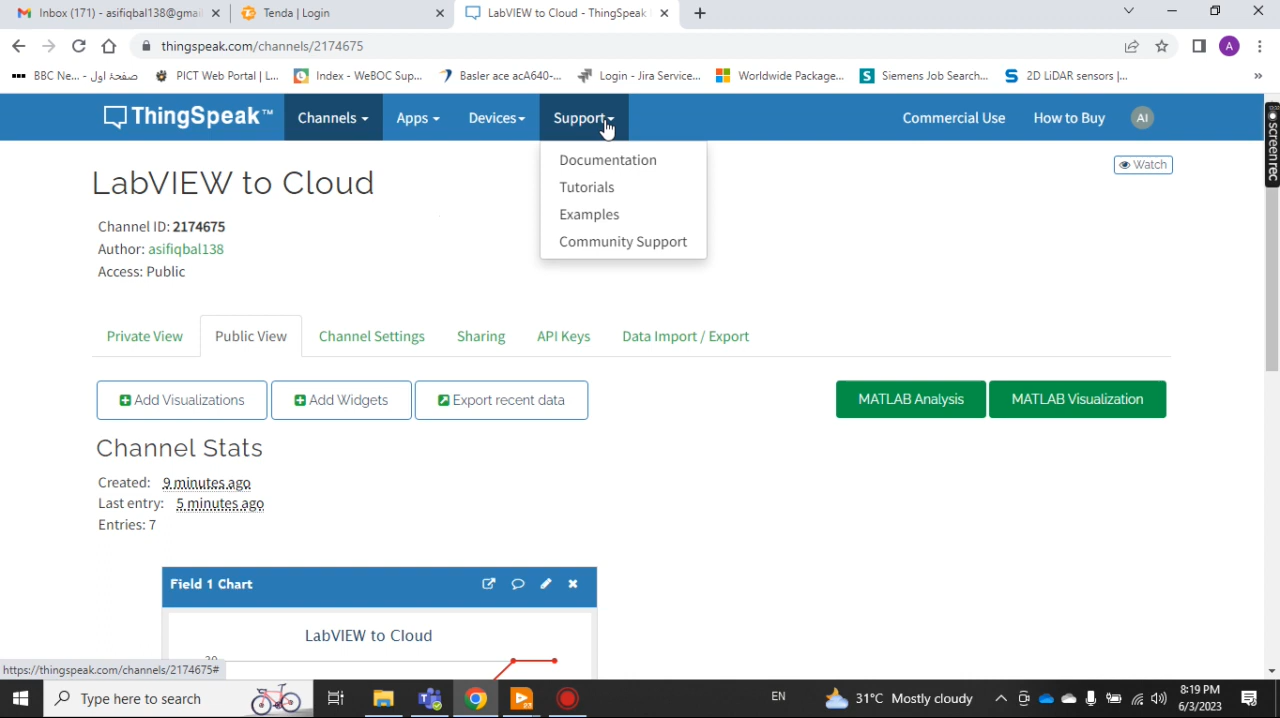 Inbox (171) - asifiqbal138@gmai
Tenda | Login
LabVIEW to Cloud - ThingSpeak
thingspeak.com/channels/2174675
A
BBC Ne... - صفحۂ اول
PICT Web Portal | L...
Index - WeBOC Sup...
Basler ace acA640-...
Login - Jira Service...
Worldwide Package...
Siemens Job Search...
2D LiDAR sensors |...
»
ThingSpeak™
Channels
Apps
Devices
Support
Commercial Use
How to Buy
AI
screenrec
Documentation
Tutorials
Examples
Community Support
Watch
LabVIEW to Cloud
Channel ID: 2174675
Author: asifiqbal138
Access: Public
Private View
Public View
Channel Settings
Sharing
API Keys
Data Import / Export
Add Visualizations
Add Widgets
Export recent data
MATLAB Analysis
MATLAB Visualization
Channel Stats
Created: 9 minutes ago
Last entry: 5 minutes ago
Entries: 7
Field 1 Chart
LabVIEW to Cloud
https://thingspeak.com/channels/2174675#
Type here to search
EN
31°C Mostly cloudy
8:19 PM
6/3/2023